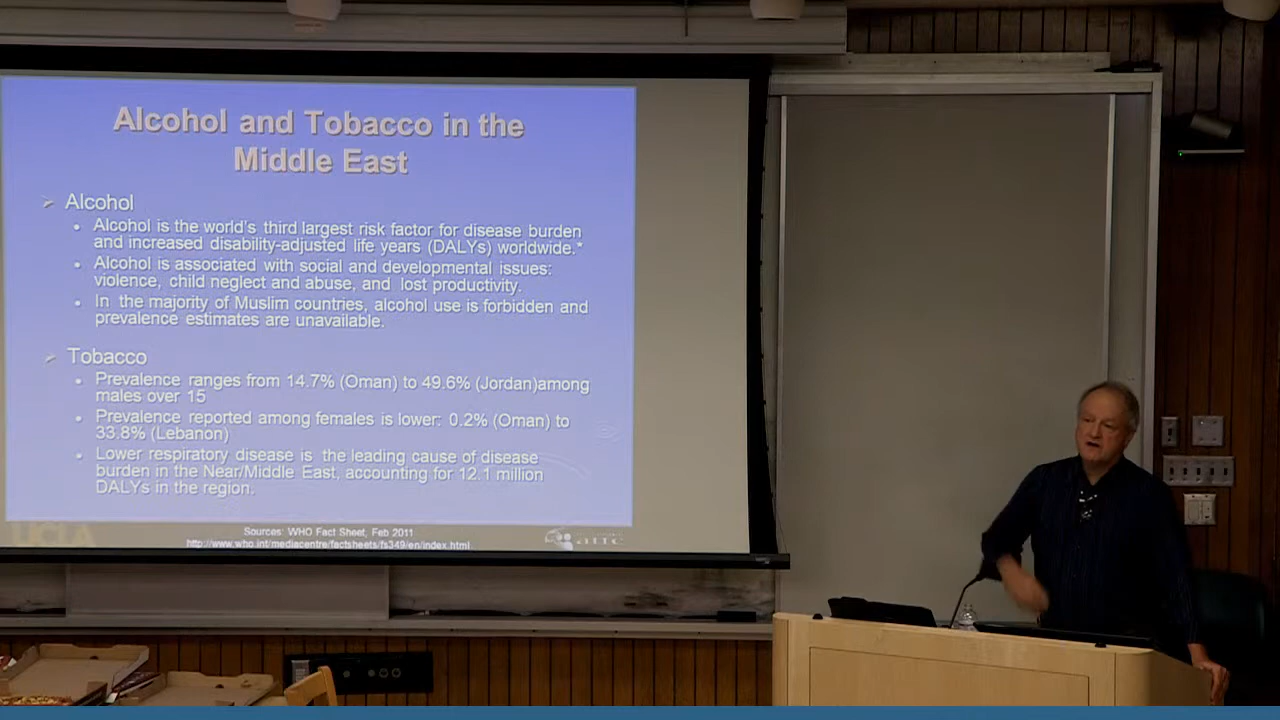 Alcohol and Tobacco in the
Middle East
Alcohol
Alcohol is the world's third largest risk factor for disease burden
and increased disability-adjusted life years (DALYs) worldwide.*
Alcohol is associated with social and developmental issues:
violence, child neglect and abuse, and lost productivity.
In the majority of Muslim countries, alcohol use is forbidden and
prevalence estimates are unavailable.
Tobacco
Prevalence ranges from 14.7% (Oman) to 49.6% (Jordan)among
males over 15
Prevalence reported among females is lower: 0.2% (Oman) to
33.8% (Lebanon)
Lower respiratory disease is the leading cause of disease
burden in the Near/Middle East, accounting for 12.1 million
DALYs in the region.
Sources: WHO Fact Sheet, Feb 2011
http://www.who.int/mediacentre/factsheets/fs349/en/index.html
UCLA
attc